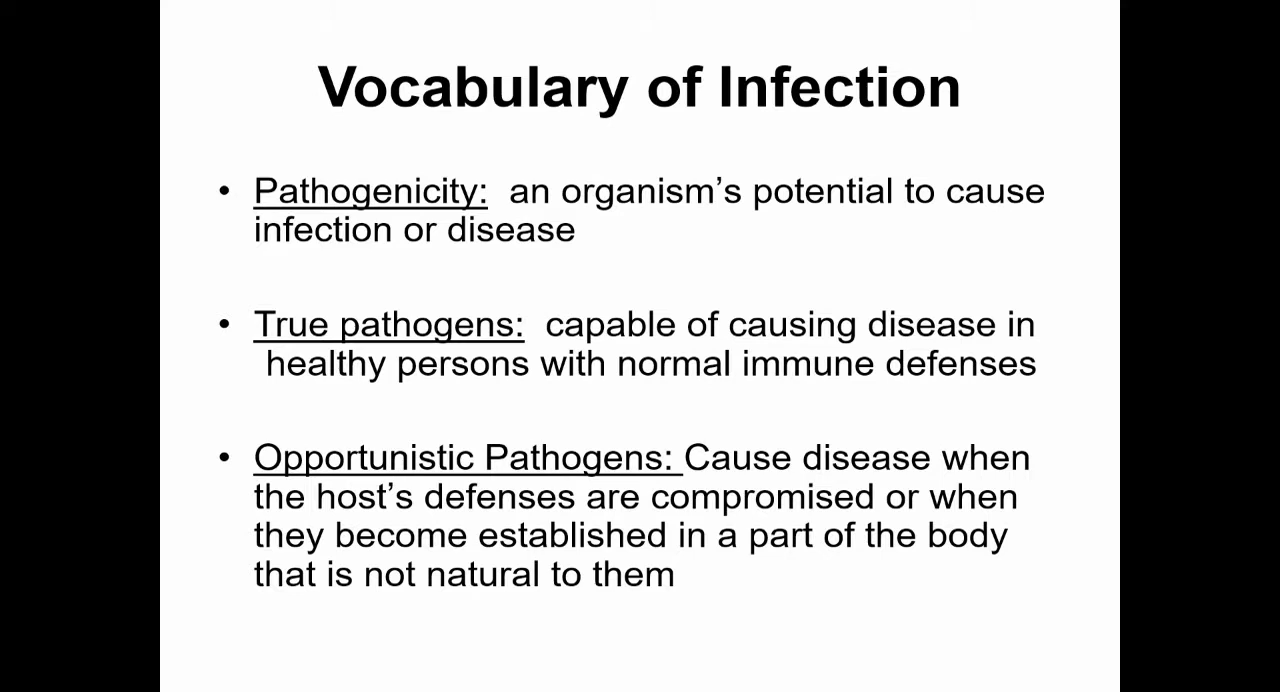 Vocabulary of Infection
• Pathogenicity:  an organism’s potential to cause
infection or disease
• True pathogens:  capable of causing disease in
healthy persons with normal immune defenses
• Opportunistic Pathogens: Cause disease when
the host’s defenses are compromised or when
they become established in a part of the body
that is not natural to them